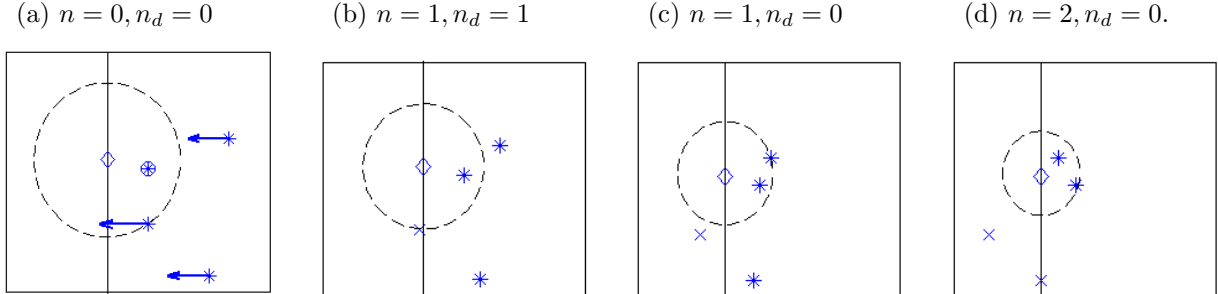 (a) n = 0, n_d = 0
(b) n = 1, n_d = 1
(c) n = 1, n_d = 0
(d) n = 2, n_d = 0.